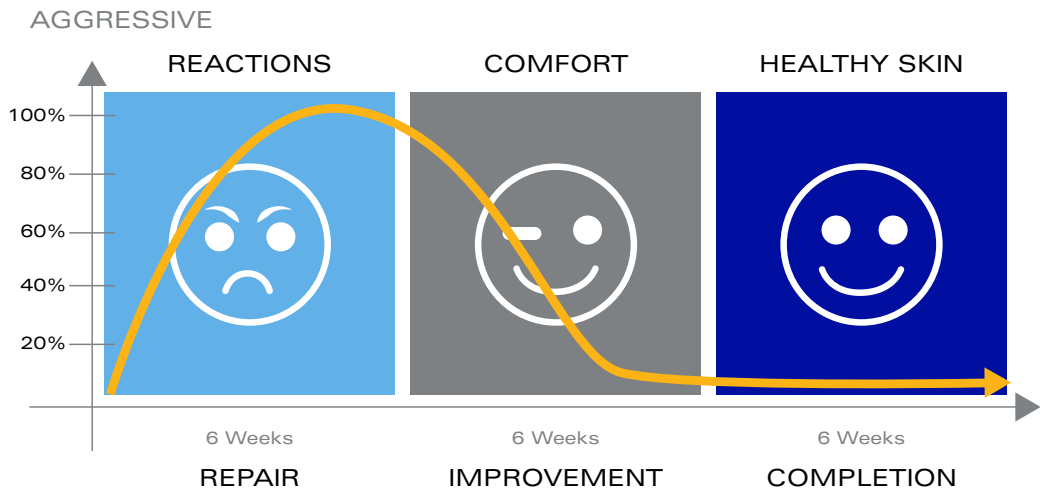 AGGRESSIVE
REACTIONS
COMFORT
HEALTHY SKIN
100%
80%
60%
40%
20%
6 Weeks
6 Weeks
6 Weeks
REPAIR
IMPROVEMENT
COMPLETION